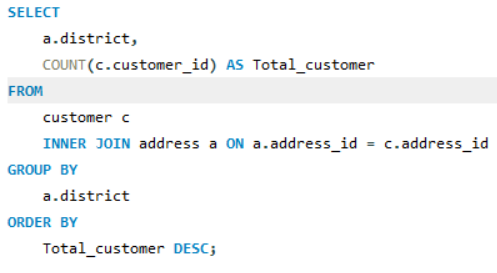 SELECT
a.district,
COUNT(c.customer_id) AS Total_customer
FROM
customer c
INNER JOIN address a ON a.address_id = c.address_id
GROUP BY
a.district
ORDER BY
Total_customer DESC;